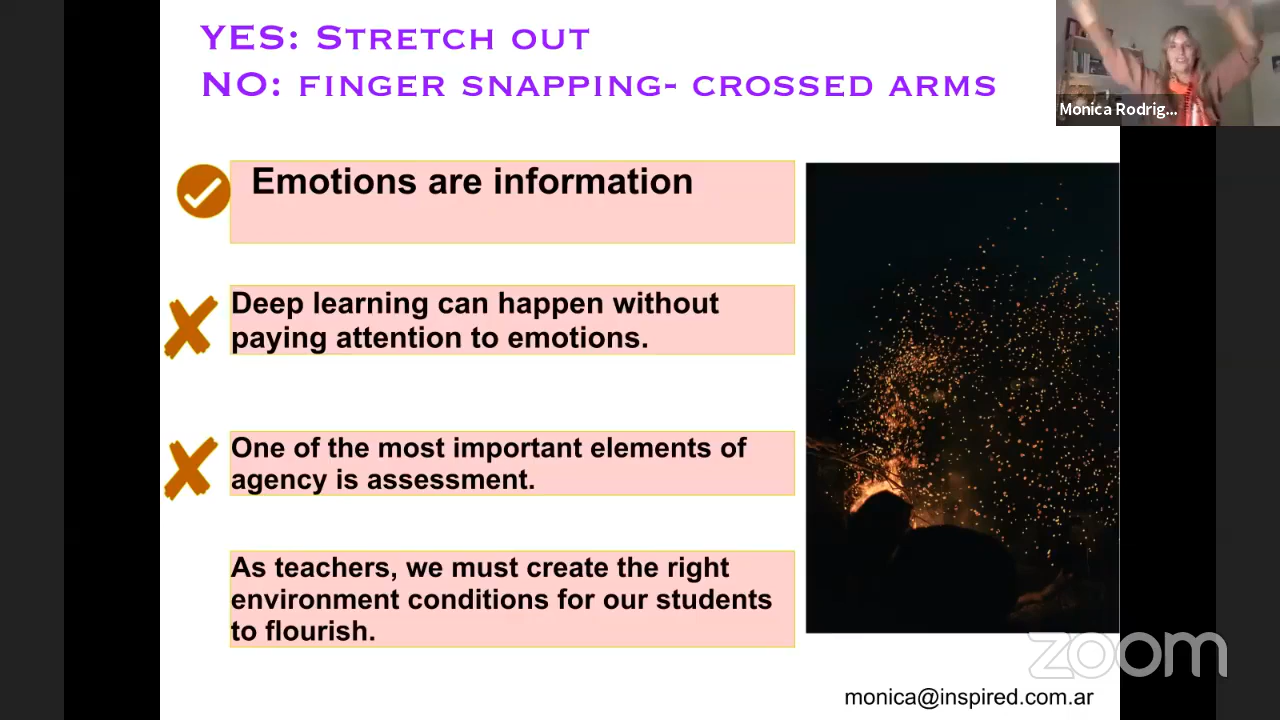 YES: STRETCH OUT
NO: FINGER SNAPPING- CROSSED ARMS
Monica Rodrig...
Emotions are information
Deep learning can happen without
paying attention to emotions.
One of the most important elements of
agency is assessment.
As teachers, we must create the right
environment conditions for our students
to flourish.
zoom
monica@inspired.com.ar